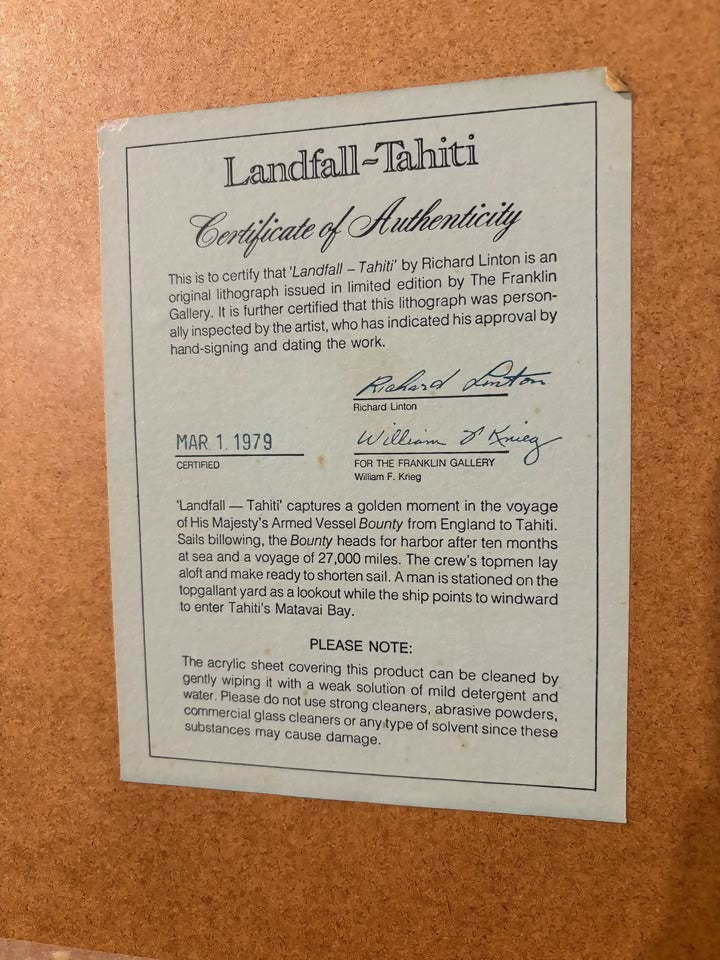 Landfall~Tahiti
Certificate of Authenticity
This is to certify that 'Landfall – Tahiti' by Richard Linton is an
original lithograph issued in limited edition by The Franklin
Gallery. It is further certified that this lithograph was person-
ally inspected by the artist, who has indicated his approval by
hand-signing and dating the work.
Richard Linton
Richard Linton
MAR. 1. 1979
William F Krieg
CERTIFIED
FOR THE FRANKLIN GALLERY
William F. Krieg
'Landfall — Tahiti' captures a golden moment in the voyage
of His Majesty's Armed Vessel Bounty from England to Tahiti.
Sails billowing, the Bounty heads for harbor after ten months
at sea and a voyage of 27,000 miles. The crew's topmen lay
aloft and make ready to shorten sail. A man is stationed on the
topgallant yard as a lookout while the ship points to windward
to enter Tahiti's Matavai Bay.
PLEASE NOTE:
The acrylic sheet covering this product can be cleaned by
gently wiping it with a weak solution of mild detergent and
water. Please do not use strong cleaners, abrasive powders,
commercial glass cleaners or any type of solvent since these
substances may cause damage.